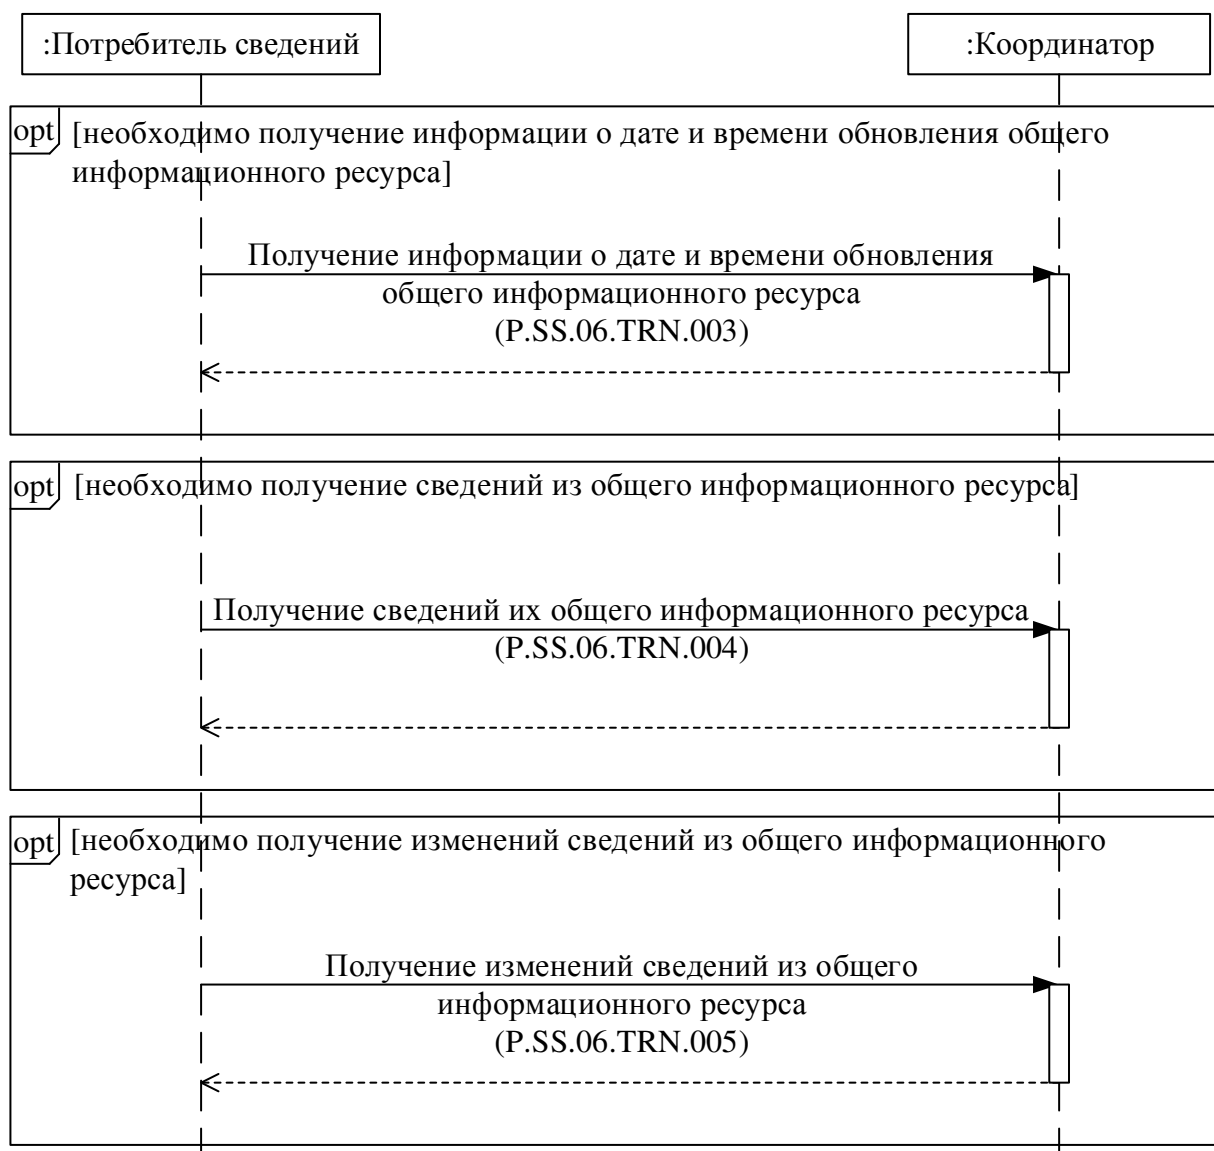 :Потребитель сведений
:Координатор
opt
[необходимо получение информации о дате и времени обновления общего
информационного ресурса]
Получение информации о дате и времени обновления
общего информационного ресурса
(P.SS.06.TRN.003)
opt
[необходимо получение сведений из общего информационного ресурса]
Получение сведений их общего информационного ресурса
(P.SS.06.TRN.004)
opt
[необходимо получение изменений сведений из общего информационного
ресурса]
Получение изменений сведений из общего
информационного ресурса
(P.SS.06.TRN.005)